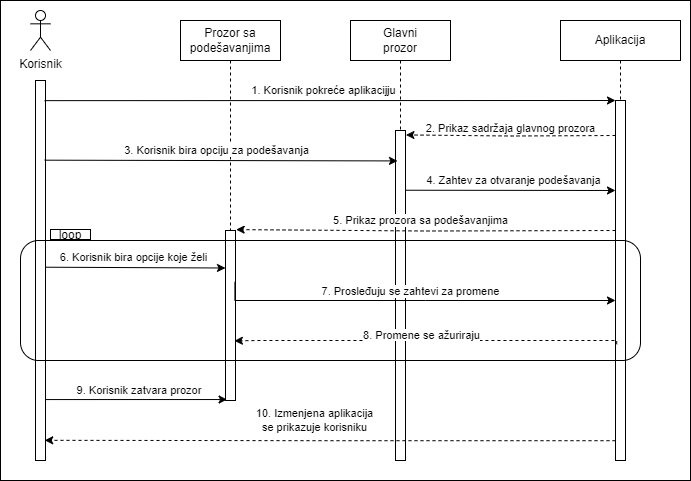 Korisnik
Prozor sa
podešavanjima
Glavni
prozor
Aplikacija
1. Korisnik pokreće aplikacijju
2. Prikaz sadržaja glavnog prozora
3. Korisnik bira opciju za podešavanja
4. Zahtev za otvaranje podešavanja
5. Prikaz prozora sa podešavanjima
loop
6. Korisnik bira opcije koje želi
7. Prosleđuju se zahtevi za promene
8. Promene se ažuriraju
9. Korisnik zatvara prozor
10. Izmenjena aplikacija
se prikazuje korisniku